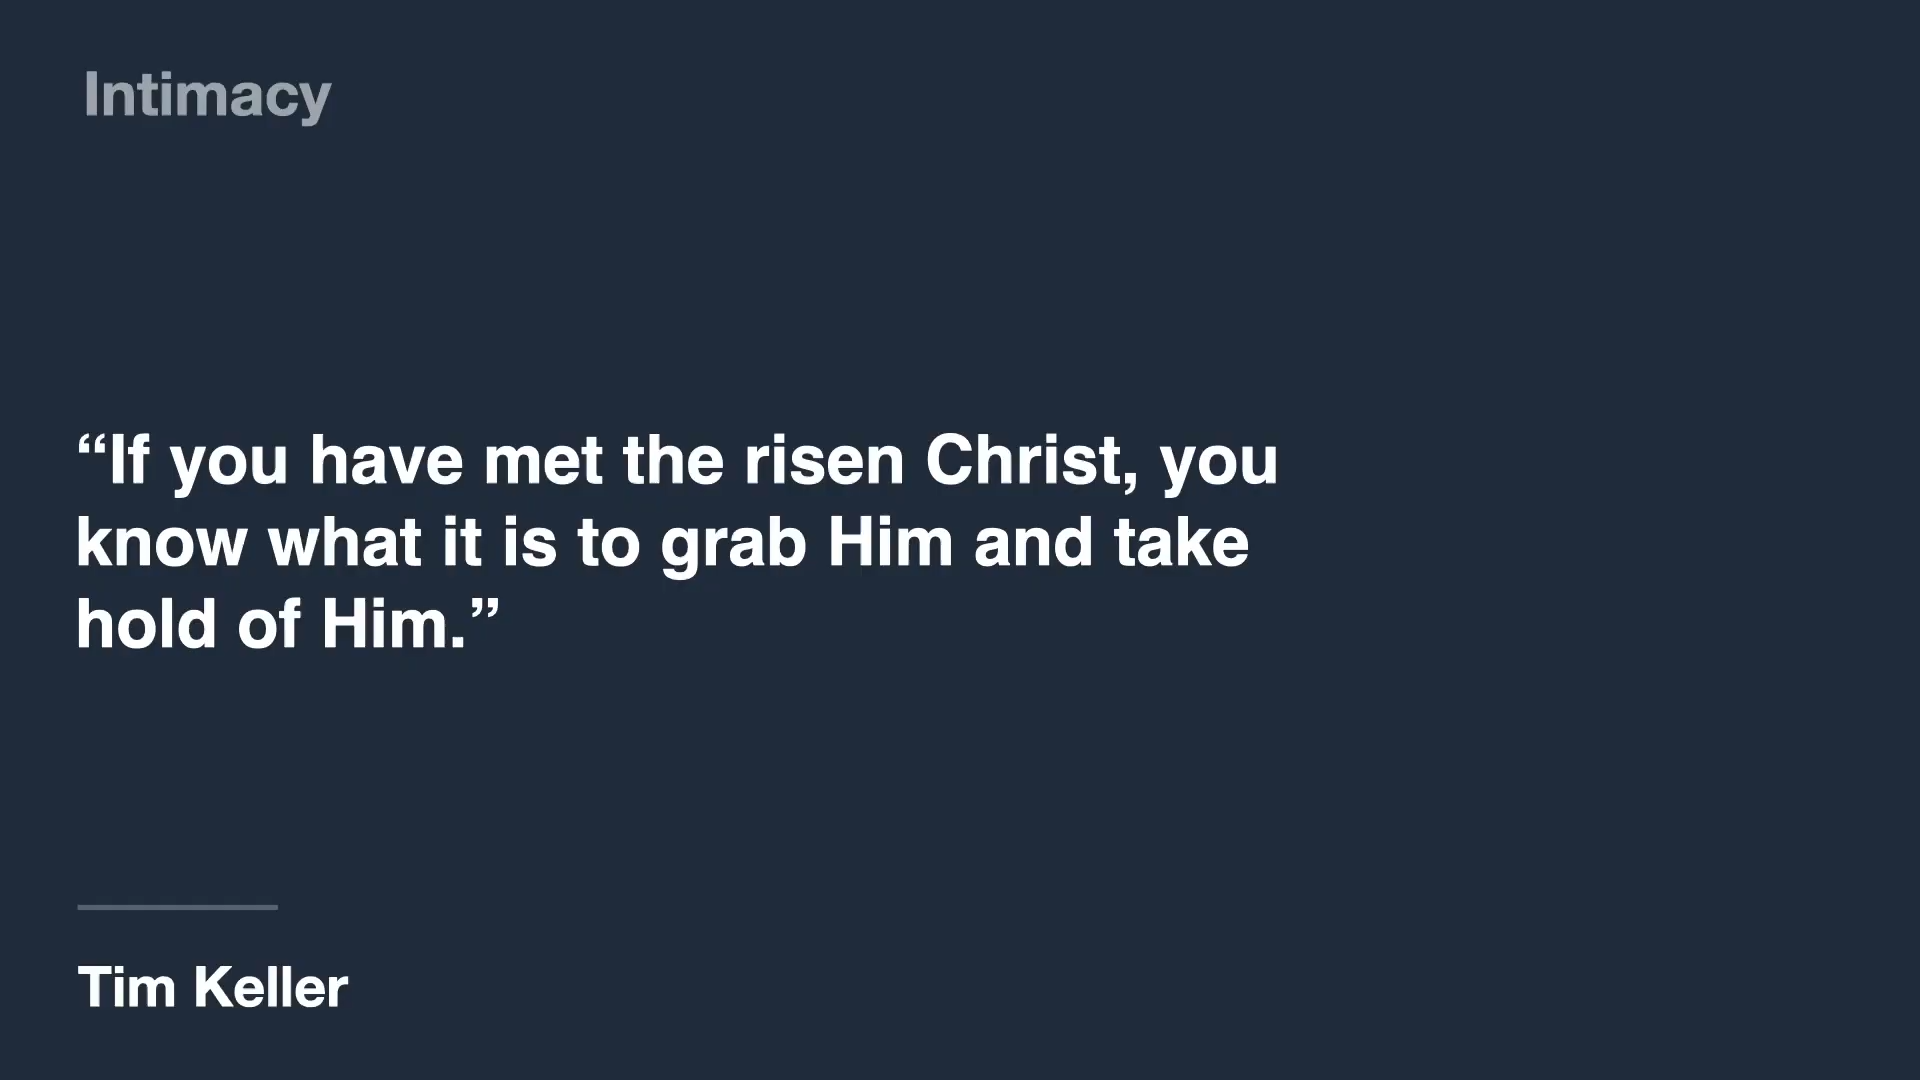 Intimacy
“If you have met the risen Christ, you
know what it is to grab Him and take
hold of Him.”
Tim Keller